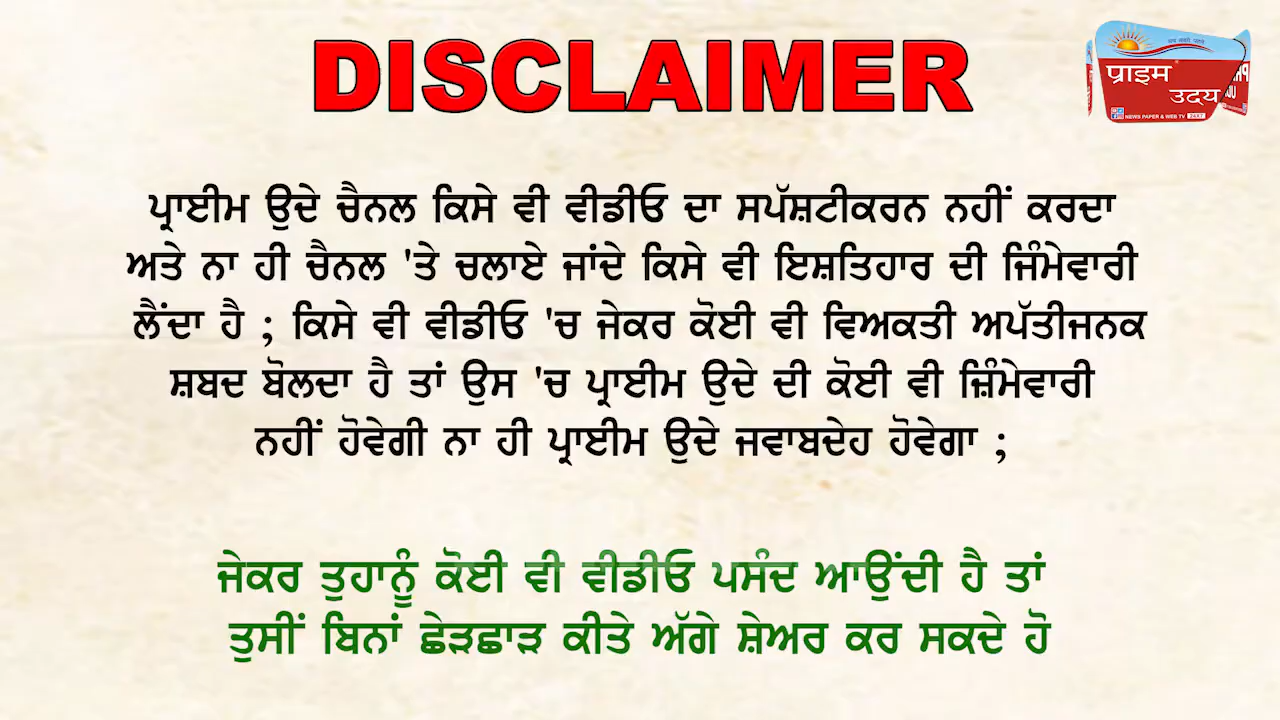 DISCLAIMER
प्राइम
उदय
NEWS PAPER & WEB TV 24X7
ਪ੍ਰਾਈਮ ਉਦੇ ਚੈਨਲ ਕਿਸੇ ਵੀ ਵੀਡੀਓ ਦਾ ਸਪੱਸ਼ਟੀਕਰਨ ਨਹੀਂ ਕਰਦਾ
ਅਤੇ ਨਾ ਹੀ ਚੈਨਲ 'ਤੇ ਚਲਾਏ ਜਾਂਦੇ ਕਿਸੇ ਵੀ ਇਸ਼ਤਿਹਾਰ ਦੀ ਜਿੰਮੇਵਾਰੀ
ਲੈਂਦਾ ਹੈ ; ਕਿਸੇ ਵੀ ਵੀਡੀਓ 'ਚ ਜੇਕਰ ਕੋਈ ਵੀ ਵਿਅਕਤੀ ਅਪੱਤੀਜਨਕ
ਸ਼ਬਦ ਬੋਲਦਾ ਹੈ ਤਾਂ ਉਸ 'ਚ ਪ੍ਰਾਈਮ ਉਦੇ ਦੀ ਕੋਈ ਵੀ ਜ਼ਿੰਮੇਵਾਰੀ
ਨਹੀਂ ਹੋਵੇਗੀ ਨਾ ਹੀ ਪ੍ਰਾਈਮ ਉਦੇ ਜਵਾਬਦੇਹ ਹੋਵੇਗਾ ;
ਜੇਕਰ ਤੁਹਾਨੂੰ ਕੋਈ ਵੀ ਵੀਡੀਓ ਪਸੰਦ ਆਉਂਦੀ ਹੈ ਤਾਂ
ਤੁਸੀਂ ਬਿਨਾਂ ਛੇੜਛਾੜ ਕੀਤੇ ਅੱਗੇ ਸ਼ੇਅਰ ਕਰ ਸਕਦੇ ਹੋ